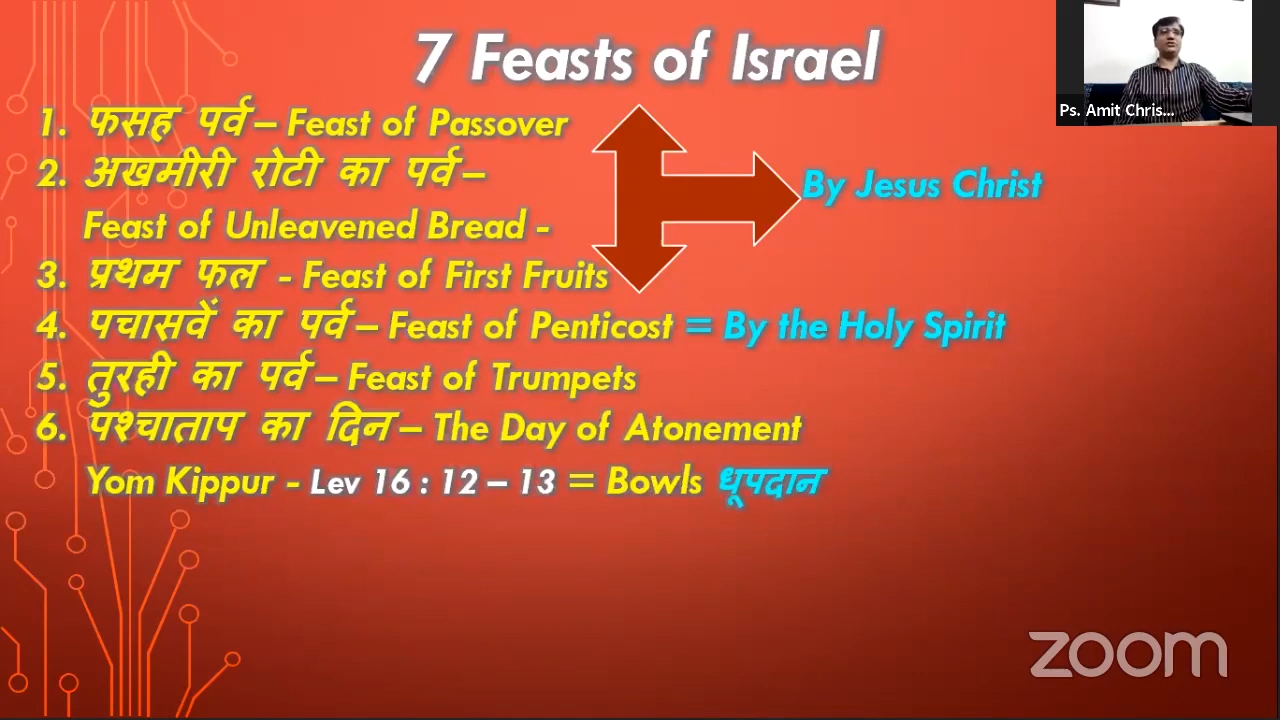 7 Feasts of Israel
Ps. Amit Chris...
1. फसह पर्व – Feast of Passover
2. अखमीरी रोटी का पर्व –
Feast of Unleavened Bread -
By Jesus Christ
3. प्रथम फल - Feast of First Fruits
4. पचासवें का पर्व – Feast of Penticost = By the Holy Spirit
5. तुरही का पर्व – Feast of Trumpets
6. पश्चाताप का दिन – The Day of Atonement
Yom Kippur - Lev 16 : 12 – 13 = Bowls धूपदान
zoom